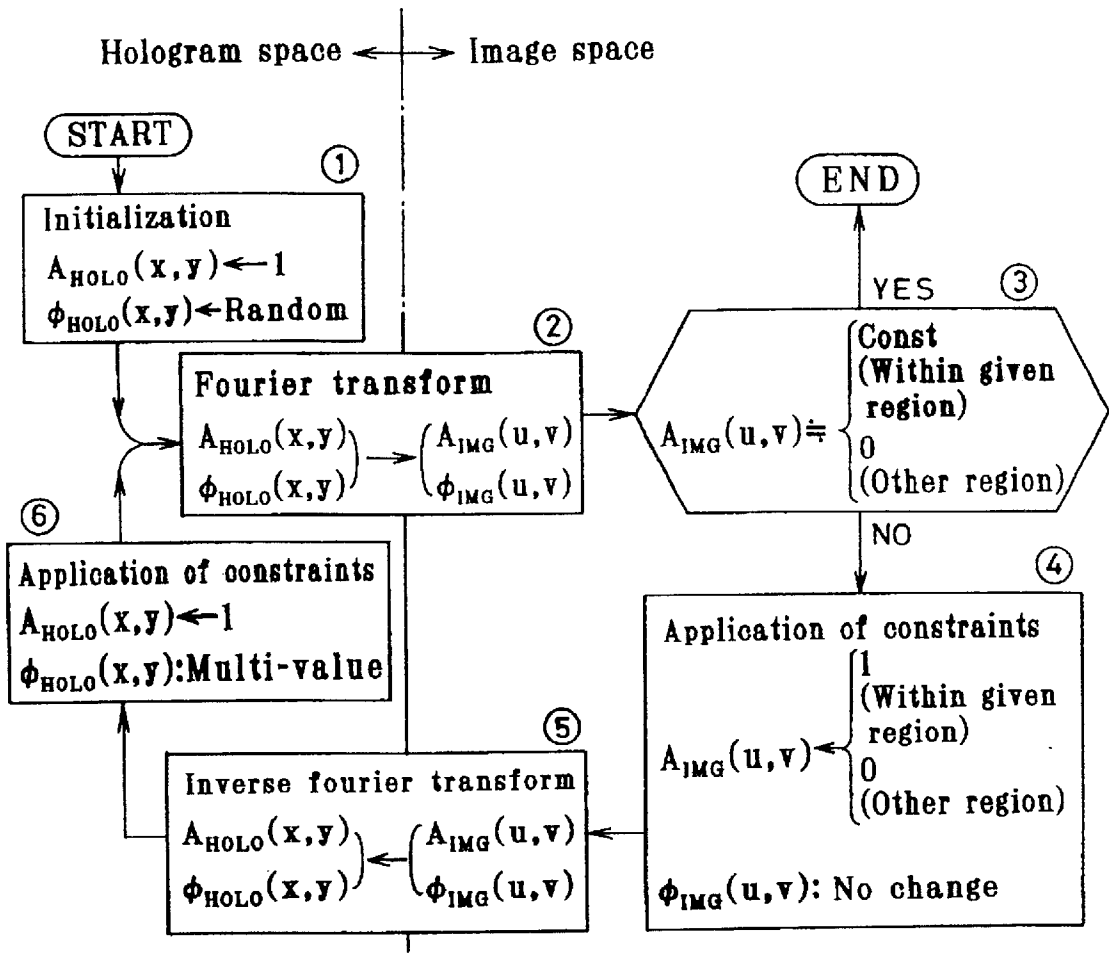 Hologram space ←→ Image space
START
①
Initialization
A_HOLO(x,y)←1
ϕ_HOLO(x,y)←Random
②
Fourier transform
A_HOLO(x,y) → A_IMG(u,v)
ϕ_HOLO(x,y) ϕ_IMG(u,v)
END
YES
③
Const
(Within given
region)
A_IMG(u,v)≒
0
(Other region)
NO
④
Application of constraints
1
(Within given
region)
A_IMG(u,v)←
0
(Other region)
ϕ_IMG(u,v): No change
⑤
Inverse fourier transform
A_HOLO(x,y) ← A_IMG(u,v)
ϕ_HOLO(x,y) ϕ_IMG(u,v)
⑥
Application of constraints
A_HOLO(x,y)←1
ϕ_HOLO(x,y):Multi-value